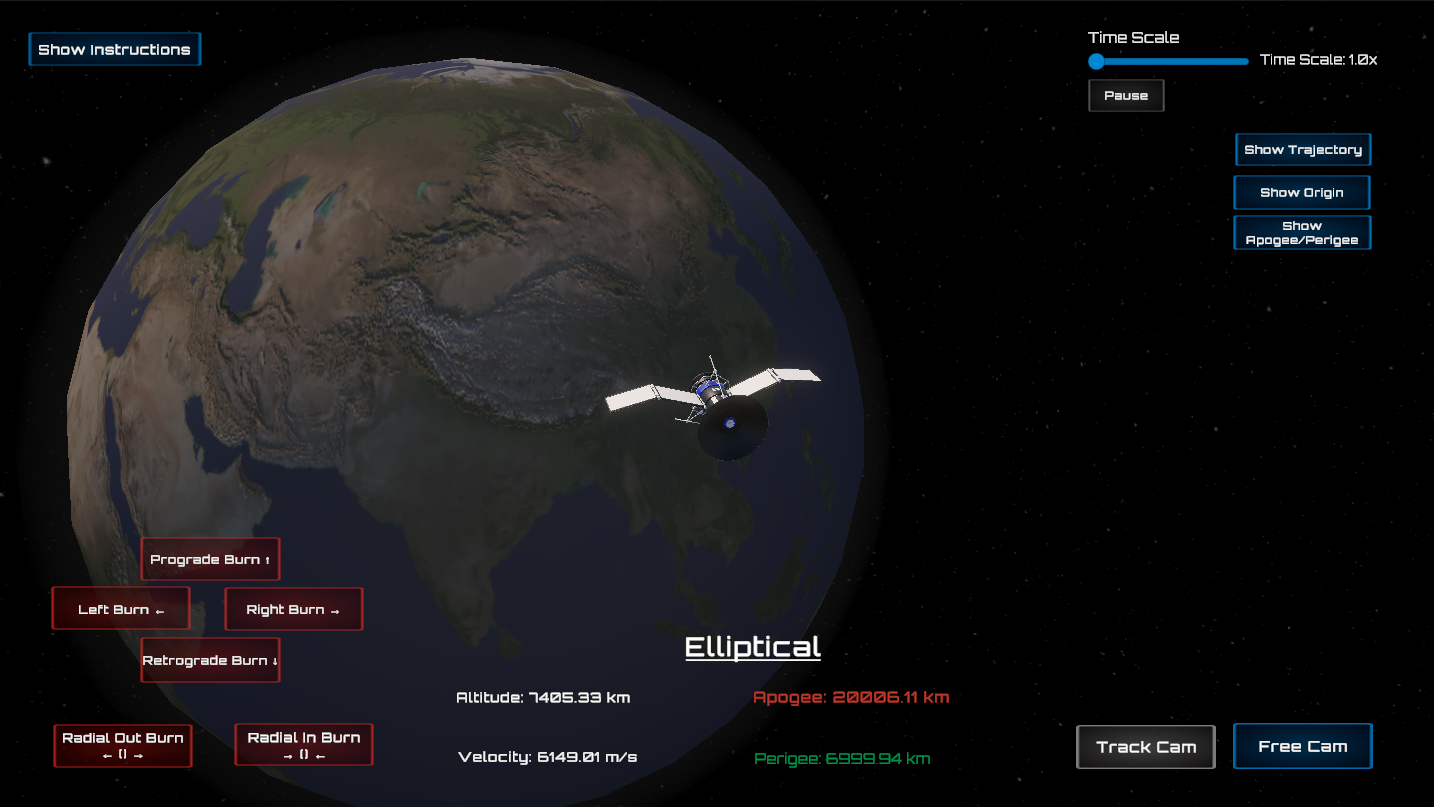 Show Instructions
Time Scale
Time Scale: 1.0x
Pause
Show Trajectory
Show Origin
Show
Apogee/Perigee
Prograde Burn ↑
Left Burn ←
Right Burn →
Retrograde Burn ↓
Radial Out Burn
← () →
Radial In Burn
→ () ←
Elliptical
Altitude: 7405.33 km
Apogee: 20006.11 km
Velocity: 6149.01 m/s
Perigee: 6999.94 km
Track Cam
Free Cam